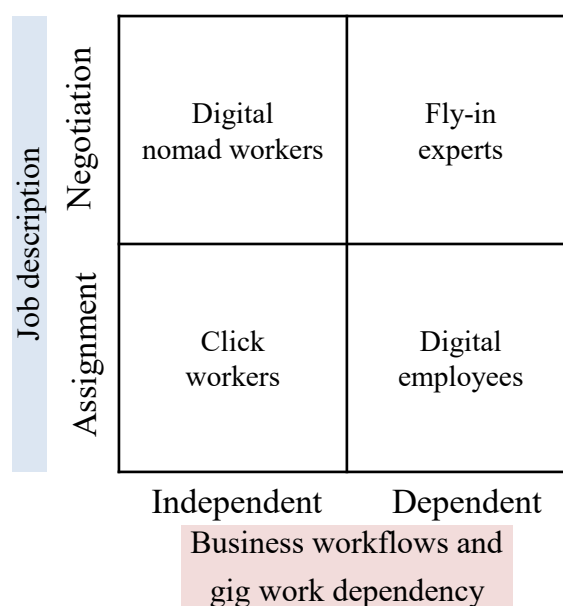 Job description
Negotiation
Assignment
Digital
nomad workers
Fly-in
experts
Click
workers
Digital
employees
Independent
Dependent
Business workflows and
gig work dependency